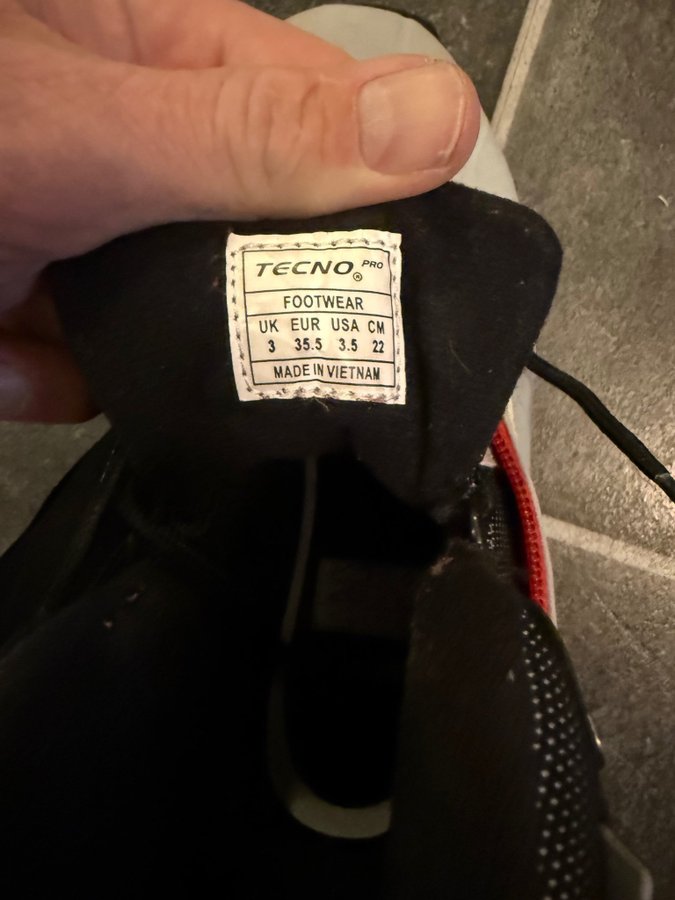 TECNO PRO
®
FOOTWEAR
UK EUR USA CM
3 35.5 3.5 22
MADE IN VIETNAM